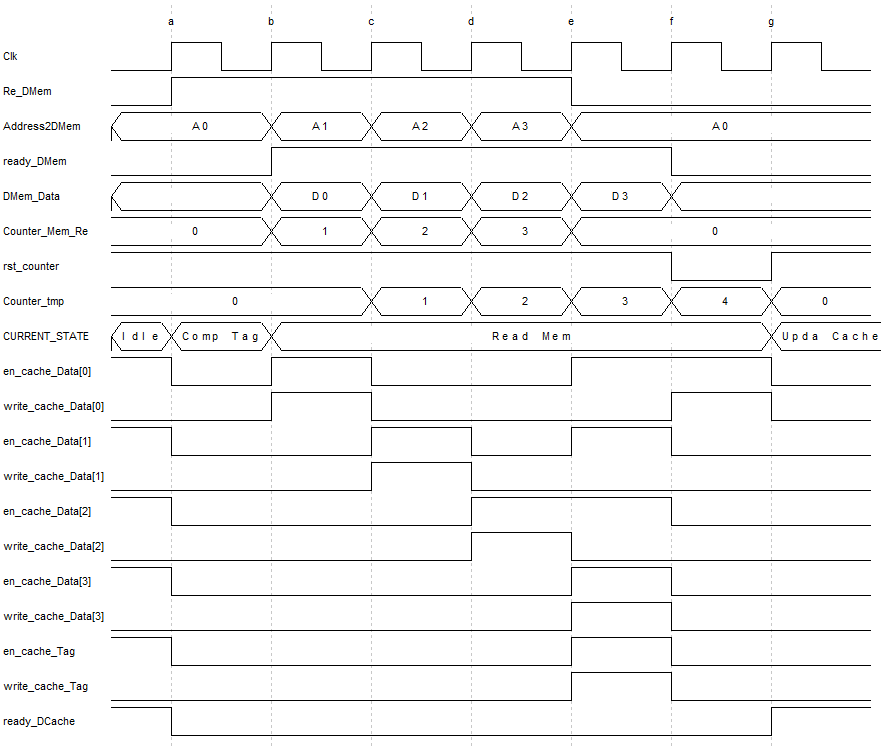 a b c d e f g
Clk
Re_DMem
Address2DMem A0 A1 A2 A3 A0
ready_DMem
DMem_Data D0 D1 D2 D3
Counter_Mem_Re 0 1 2 3 0
rst_counter
Counter_tmp 0 1 2 3 4 0
CURRENT_STATE Idle Comp Tag Read Mem Upda Cache
en_cache_Data[0]
write_cache_Data[0]
en_cache_Data[1]
write_cache_Data[1]
en_cache_Data[2]
write_cache_Data[2]
en_cache_Data[3]
write_cache_Data[3]
en_cache_Tag
write_cache_Tag
ready_DCache